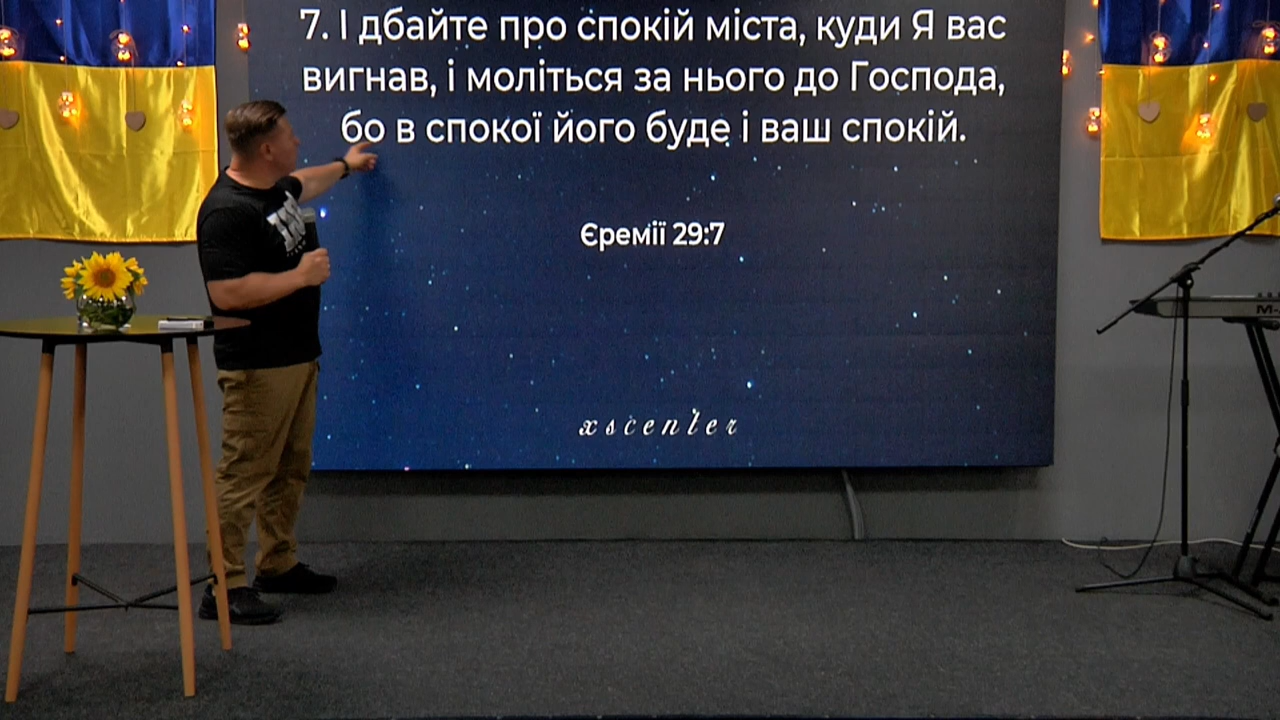 7. І дбайте про спокій міста, куди Я вас
вигнав, і моліться за нього до Господа,
бо в спокої його буде і ваш спокій.
Єремії 29:7
xscenter